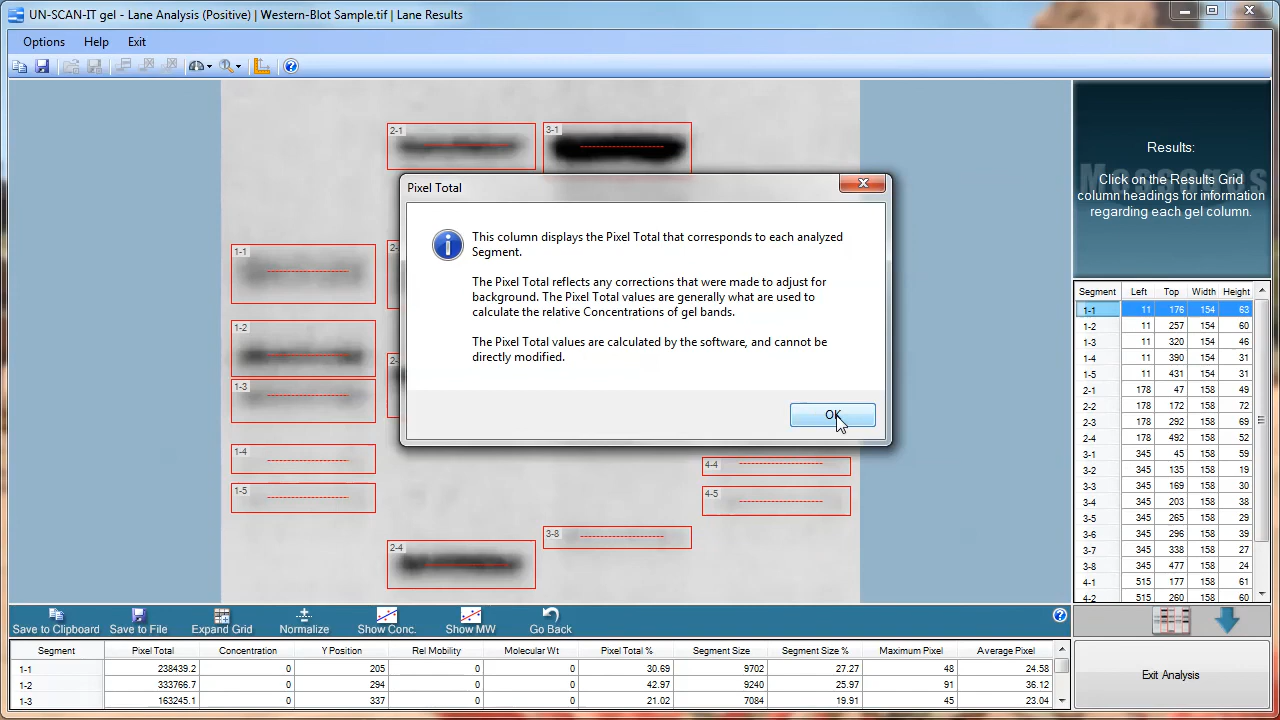 UN-SCAN-IT gel - Lane Analysis (Positive) | Western-Blot Sample.tif | Lane Results
Options Help Exit
2-1 3-1
Results:
Click on the Results Grid
column headings for information
regarding each gel column.
Pixel Total
This column displays the Pixel Total that corresponds to each analyzed
Segment.
The Pixel Total reflects any corrections that were made to adjust for
background. The Pixel Total values are generally what are used to
calculate the relative Concentrations of gel bands.
The Pixel Total values are calculated by the software, and cannot be
directly modified.
OK
1-1
1-2
1-3
1-4
1-5
4-4
4-5
3-8
2-4
Segment Left Top Width Height
1-1 11 176 154 63
1-2 11 257 154 60
1-3 11 320 154 46
1-4 11 390 154 31
1-5 11 431 154 31
2-1 178 47 158 49
2-2 178 172 158 72
2-3 178 292 158 69
2-4 178 492 158 52
3-1 345 45 158 59
3-2 345 135 158 19
3-3 345 169 158 30
3-4 345 203 158 38
3-5 345 265 158 29
3-6 345 296 158 39
3-7 345 338 158 27
3-8 345 477 158 24
4-1 515 177 158 61
4-2 515 260 158 60
Save to Clipboard Save to File Expand Grid Normalize Show Conc. Show MW Go Back
Segment Pixel Total Concentration Y Position Rel Mobility Molecular Wt Pixel Total % Segment Size Segment Size % Maximum Pixel Average Pixel
1-1 238439.2 0 205 0 0 30.69 9702 27.27 48 24.58
1-2 333766.7 0 294 0 0 42.97 9240 25.97 91 36.12
1-3 163245.1 0 337 0 0 21.02 7084 19.91 45 23.04
Exit Analysis